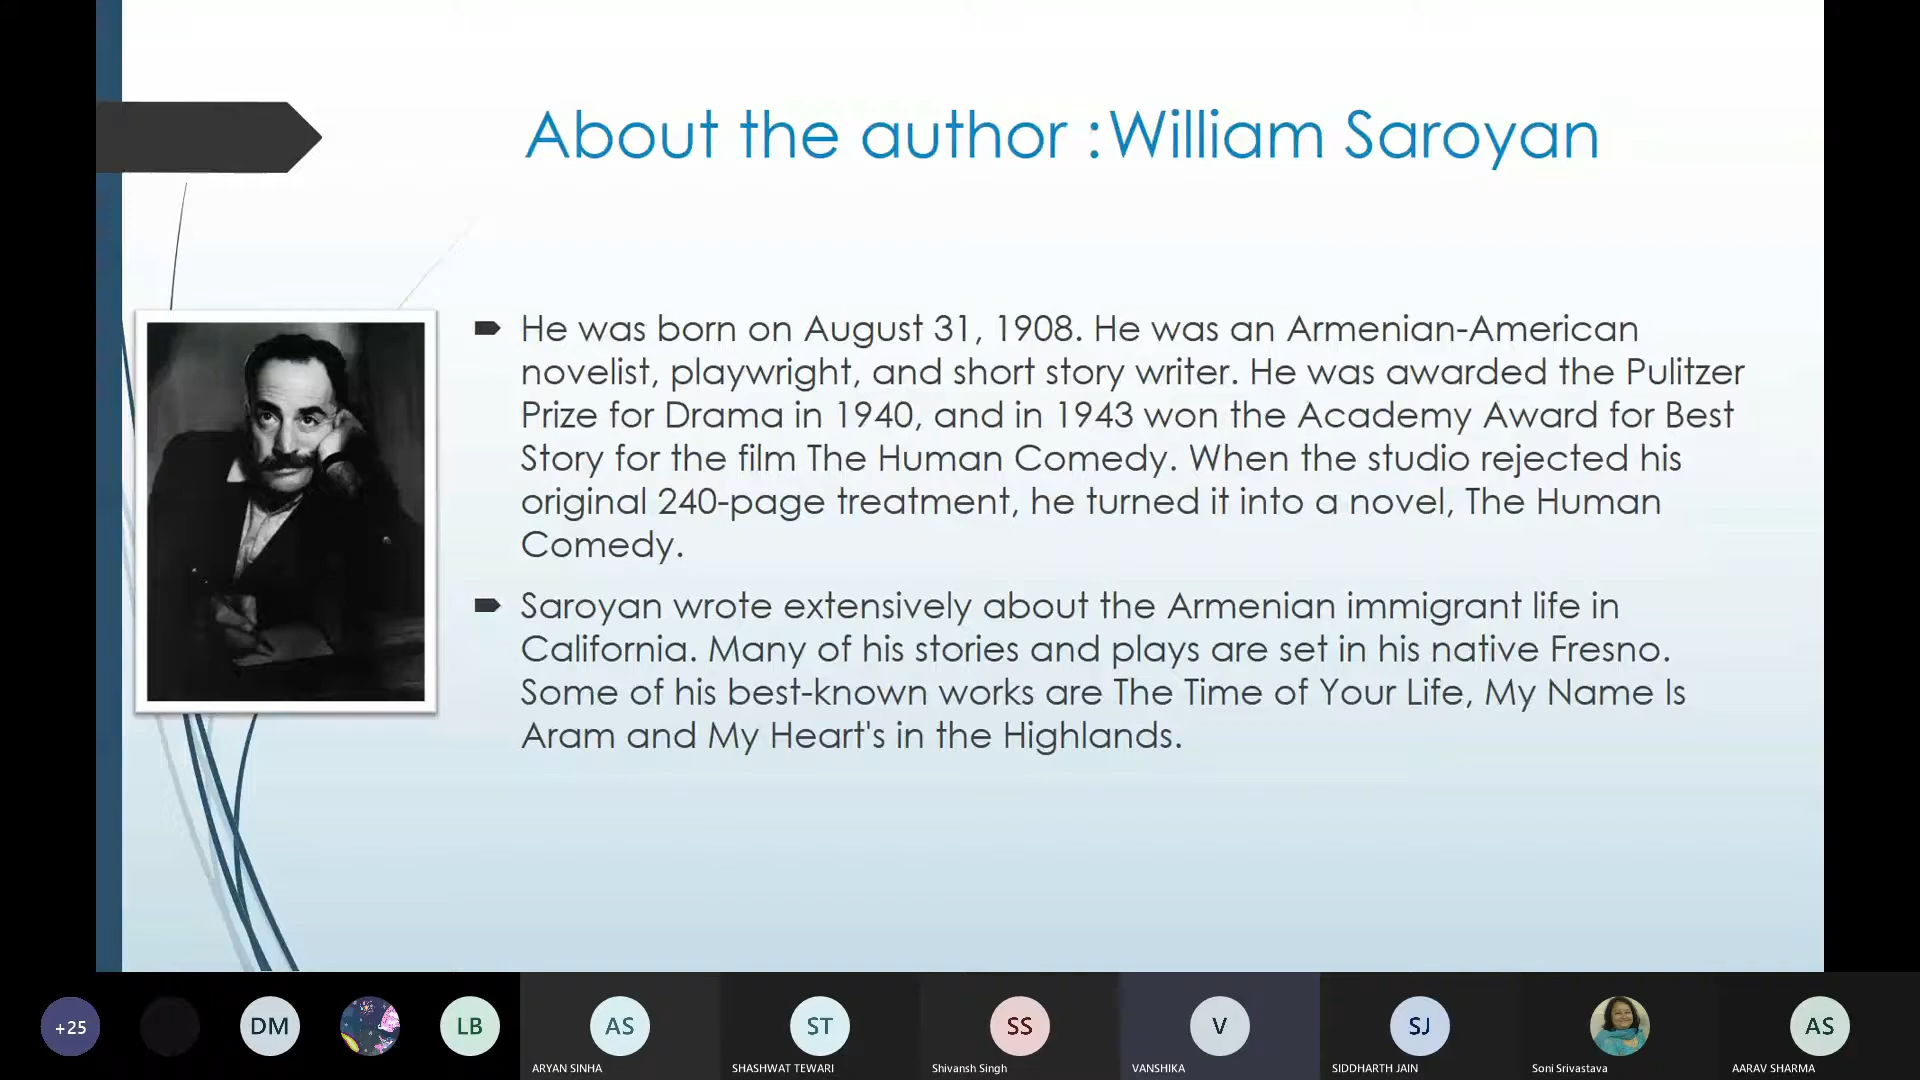 About the author :William Saroyan
He was born on August 31, 1908. He was an Armenian-American
novelist, playwright, and short story writer. He was awarded the Pulitzer
Prize for Drama in 1940, and in 1943 won the Academy Award for Best
Story for the film The Human Comedy. When the studio rejected his
original 240-page treatment, he turned it into a novel, The Human
Comedy.
Saroyan wrote extensively about the Armenian immigrant life in
California. Many of his stories and plays are set in his native Fresno.
Some of his best-known works are The Time of Your Life, My Name Is
Aram and My Heart's in the Highlands.
+25
DM
LB
AS
ST
SS
V
SJ
AS
ARYAN SINHA
SHASHWAT TEWARI
Shivansh Singh
VANSHIKA
SIDDHARTH JAIN
Soni Srivastava
AARAV SHARMA